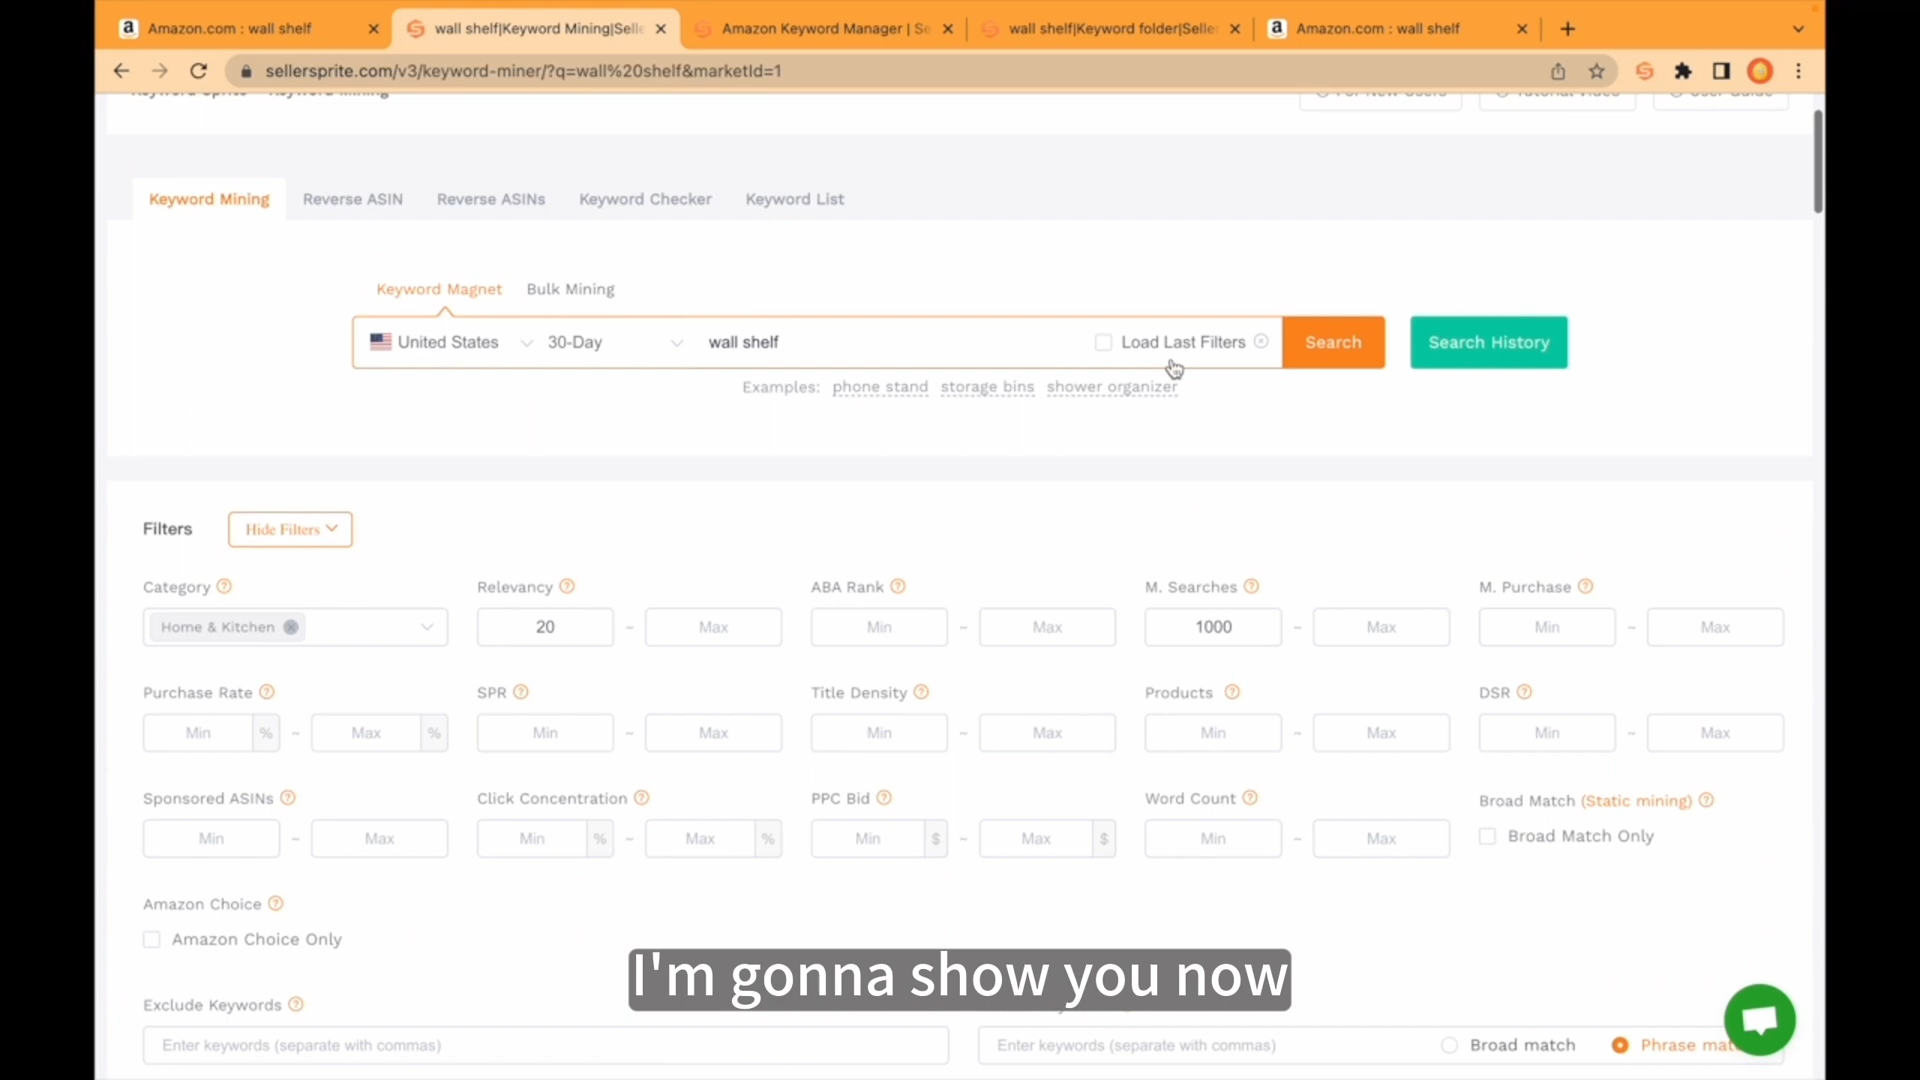 Amazon.com : wall shelf
wall shelf|Keyword Mining|Selle
Amazon Keyword Manager | Se
wall shelf|Keyword folder|Seller
Amazon.com : wall shelf
sellersprite.com/v3/keyword-miner/?q=wall%20shelf&marketId=1
Keyword Mining
Reverse ASIN
Reverse ASINs
Keyword Checker
Keyword List
Keyword Magnet
Bulk Mining
United States
30-Day
wall shelf
Load Last Filters
Search
Search History
Examples: phone stand storage bins shower organizer
Filters
Hide Filters
Category
Relevancy
ABA Rank
M. Searches
M. Purchase
Home & Kitchen
20 ~ Max
Min ~ Max
1000 ~ Max
Min ~ Max
Purchase Rate
SPR
Title Density
Products
DSR
Min % ~ Max %
Min ~ Max
Min ~ Max
Min ~ Max
Min ~ Max
Sponsored ASINs
Click Concentration
PPC Bid
Word Count
Broad Match (Static mining)
Min ~ Max
Min % ~ Max %
Min $ ~ Max $
Min ~ Max
Broad Match Only
Amazon Choice
Amazon Choice Only
I'm gonna show you now
Exclude Keywords
Enter keywords (separate with commas)
Enter keywords (separate with commas)
Broad match
Phrase